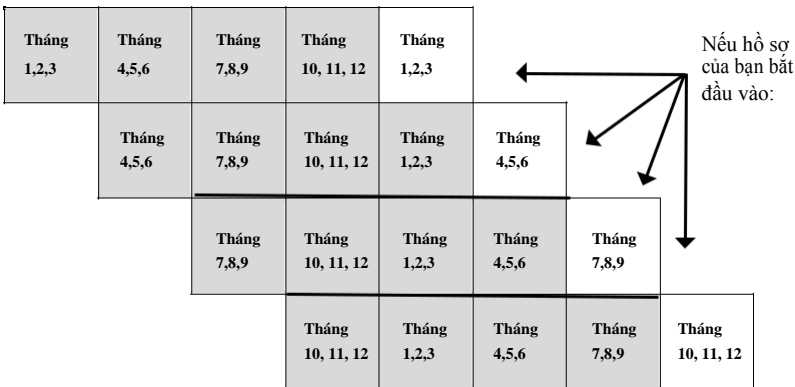 Tháng Tháng Tháng Tháng Tháng
1,2,3 4,5,6 7,8,9 10, 11, 12 1,2,3
Nếu hồ sơ
của bạn bắt
đầu vào:
Tháng Tháng Tháng Tháng Tháng
4,5,6 7,8,9 10, 11, 12 1,2,3 4,5,6
Tháng Tháng Tháng Tháng Tháng
7,8,9 10, 11, 12 1,2,3 4,5,6 7,8,9
Tháng Tháng Tháng Tháng Tháng
10, 11, 12 1,2,3 4,5,6 7,8,9 10, 11, 12